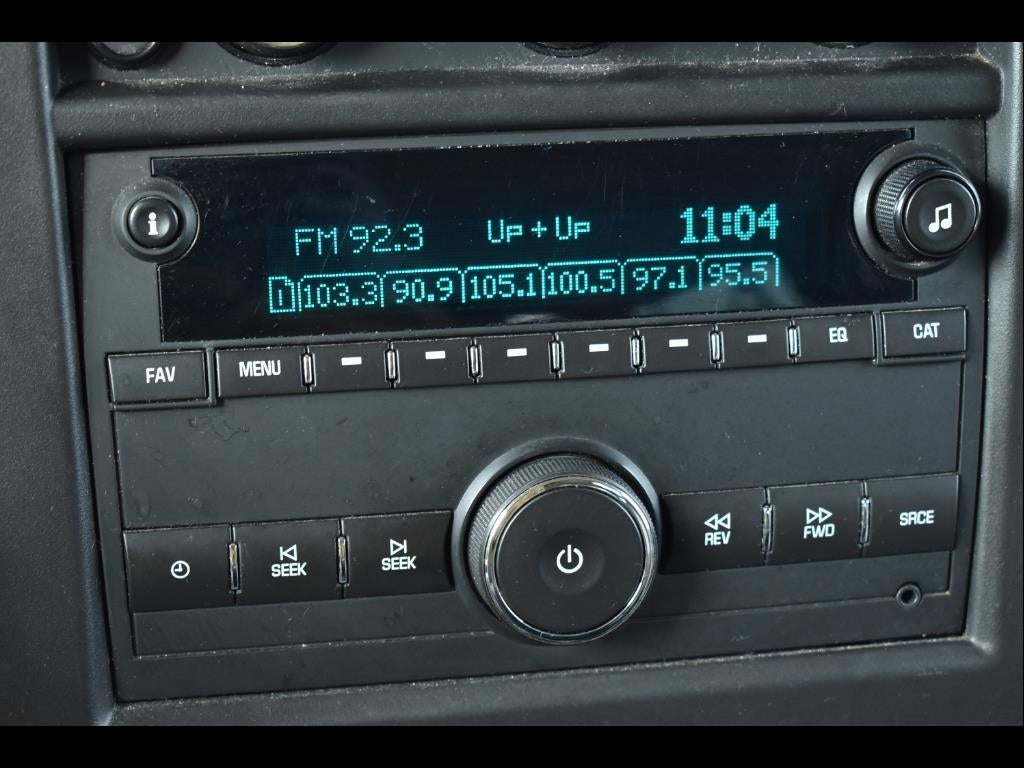 i
FM 92.3 Up + Up 11:04
1 103.3 90.9 105.1 100.5 97.1 95.5
FAV MENU EQ CAT
SEEK SEEK REV FWD SRCE